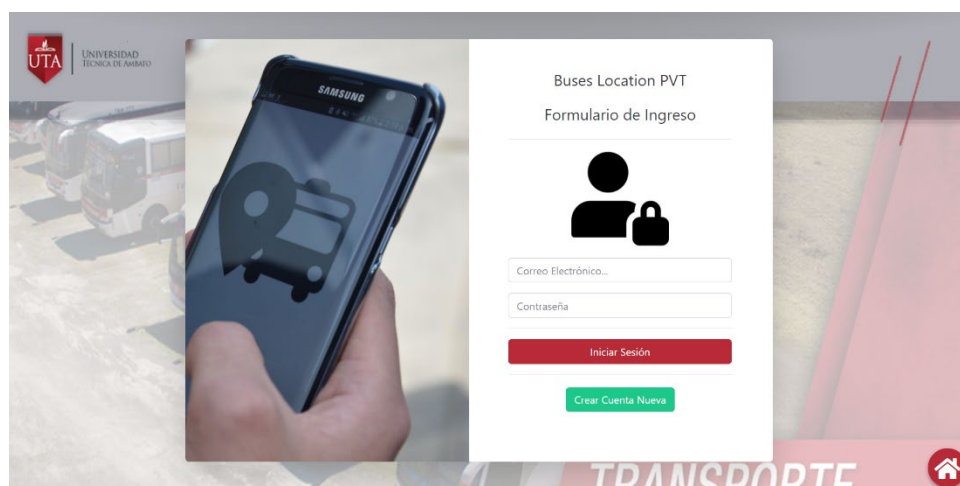 UTA
UNIVERSIDAD
TÉCNICA DE AMBATO
SAMSUNG
Buses Location PVT
Formulario de Ingreso
Correo Electrónico...
Contraseña
Iniciar Sesión
Crear Cuenta Nueva
TRANSPORTE